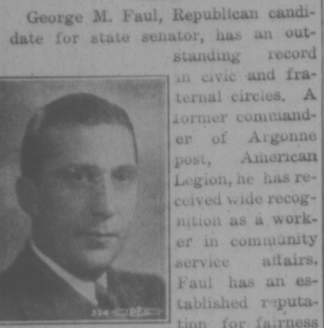 George M. Faul, Republican candi-
date for state senator, has an out-
standing record
in civic and fra-
ternal circles. A
former command-
er of Argonne
post, American
Legion, he has re-
ceived wide recog-
nition as a work-
er in community
service affairs.
Faul has an es-
tablished reputa-
tion for fairness